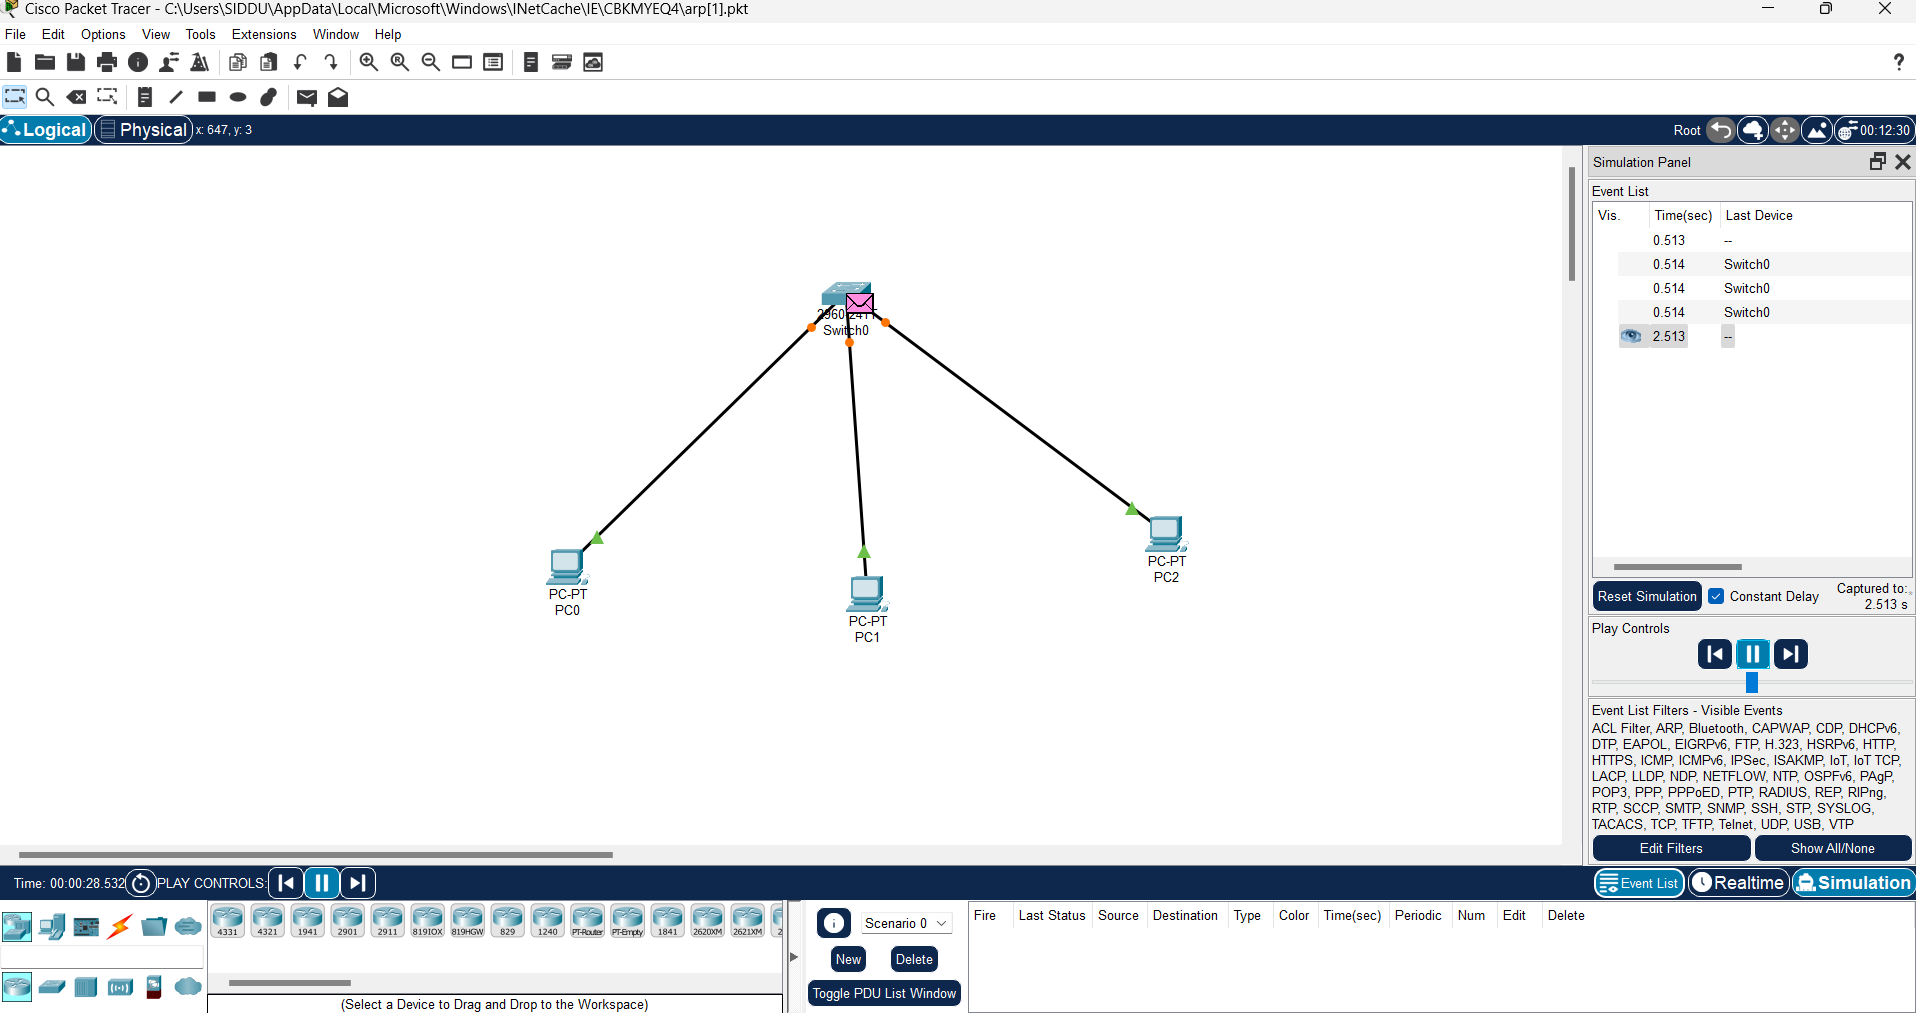 Cisco Packet Tracer - C:\Users\SIDDU\AppData\Local\Microsoft\Windows\INetCache\IE\CBKMYEQ4\arp[1].pkt
File Edit Options View Tools Extensions Window Help
?
Logical Physical x: 647, y: 3 Root 00:12:30
Simulation Panel
Event List
Vis. Time(sec) Last Device
0.513 --
0.514 Switch0
0.514 Switch0
0.514 Switch0
2.513 --
2960-24TT
Switch0
PC-PT
PC0
PC-PT
PC1
PC-PT
PC2
Reset Simulation Constant Delay Captured to:
2.513 s
Play Controls
Event List Filters - Visible Events
ACL Filter, ARP, Bluetooth, CAPWAP, CDP, DHCPv6,
DTP, EAPOL, EIGRPv6, FTP, H.323, HSRPv6, HTTP,
HTTPS, ICMP, ICMPv6, IPSec, ISAKMP, IoT, IoT TCP,
LACP, LLDP, NDP, NETFLOW, NTP, OSPFv6, PAgP,
POP3, PPP, PPPoED, PTP, RADIUS, REP, RIPng,
RTP, SCCP, SMTP, SNMP, SSH, STP, SYSLOG,
TACACS, TCP, TFTP, Telnet, UDP, USB, VTP
Edit Filters Show All/None
Time: 00:00:28.532 PLAY CONTROLS: Event List Realtime Simulation
4331 4321 1941 2901 2911 819IOX 819HGW 829 1240 PT-Router PT-Empty 1841 2620XM 2621XM 2
(Select a Device to Drag and Drop to the Workspace)
Scenario 0
New Delete
Toggle PDU List Window
Fire Last Status Source Destination Type Color Time(sec) Periodic Num Edit Delete